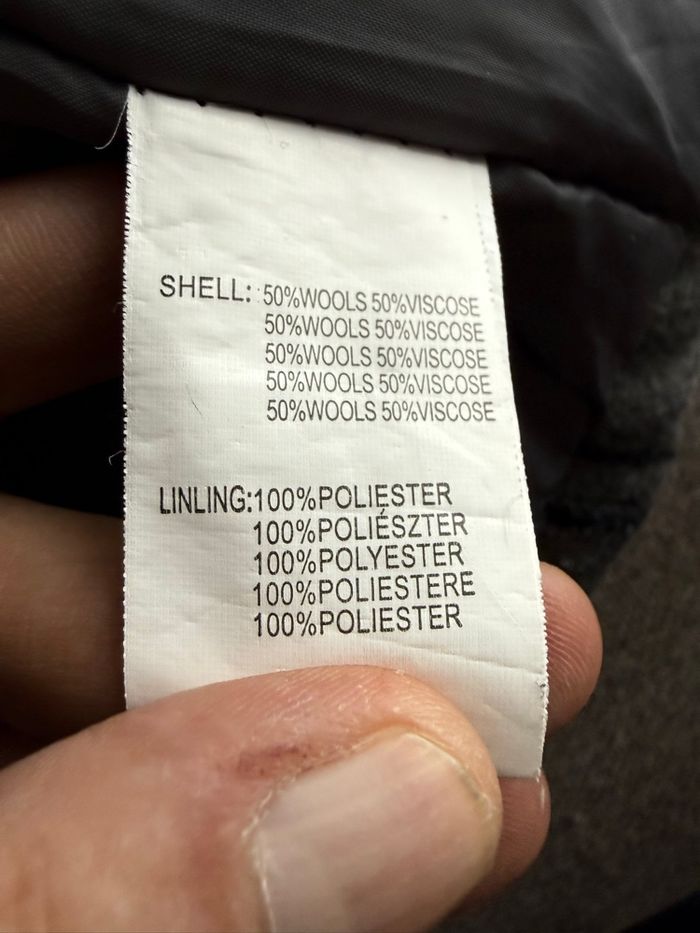 SHELL: 50%WOOLS 50%VISCOSE
50%WOOLS 50%VISCOSE
50%WOOLS 50%VISCOSE
50%WOOLS 50%VISCOSE
50%WOOLS 50%VISCOSE
LINLING:100%POLIESTER
100%POLIÉSZTER
100%POLYESTER
100%POLIESTERE
100%POLIESTER